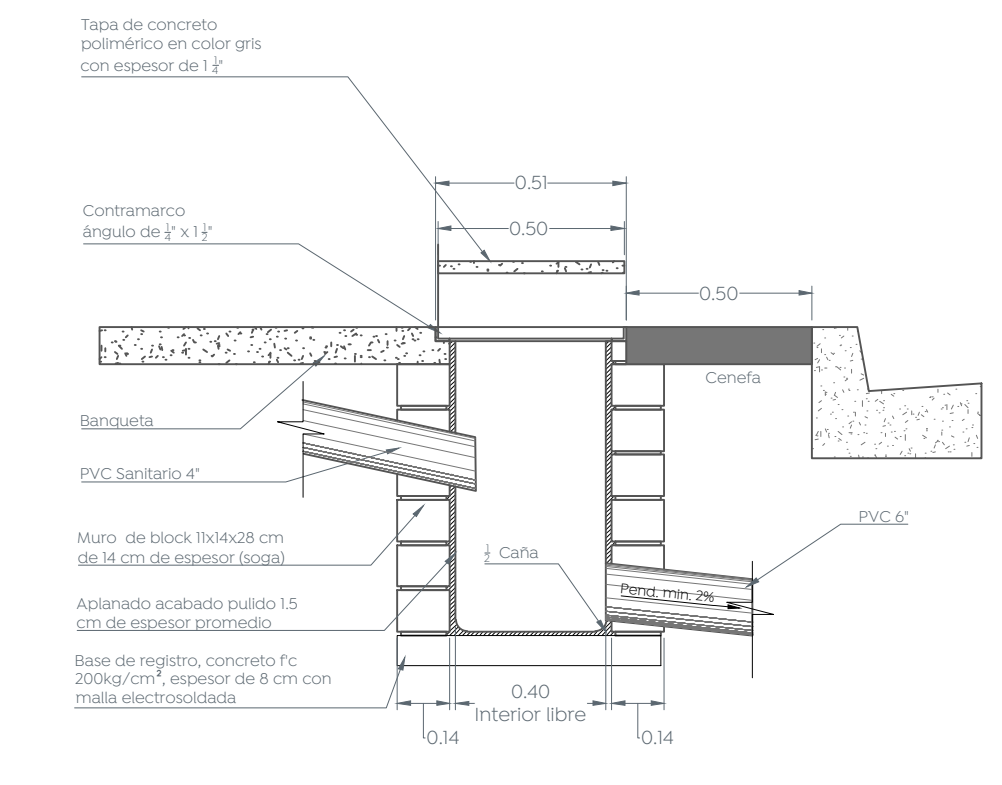 Tapa de concreto
polimérico en color gris
con espesor de 1 1/4"
0.51
Contramarco
ángulo de 1/4" x 1 1/2"
0.50
0.50
Cenefa
Banqueta
PVC Sanitario 4"
PVC 6"
Muro de block 11x14x28 cm
de 14 cm de espesor (soga)
1/2 Caña
Pend. min. 2%
Aplanado acabado pulido 1.5
cm de espesor promedio
Base de registro, concreto f'c
200kg/cm², espesor de 8 cm con
malla electrosoldada
0.40
Interior libre
0.14
0.14